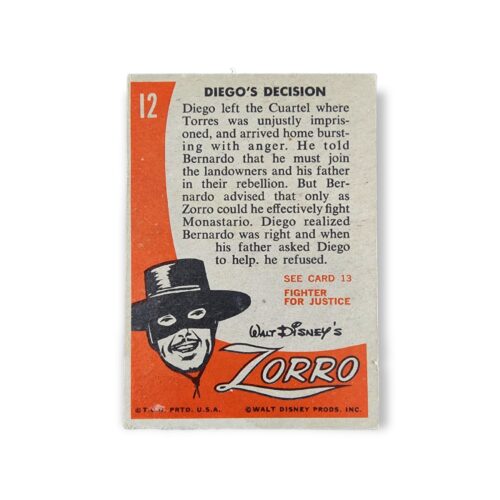 12
DIEGO'S DECISION
Diego left the Cuartel where
Torres was unjustly impris-
oned, and arrived home burst-
ing with anger. He told
Bernardo that he must join
the landowners and his father
in their rebellion. But Ber-
nardo advised that only as
Zorro could he effectively fight
Monastario. Diego realized
Bernardo was right and when
his father asked Diego
to help, he refused.
SEE CARD 13
FIGHTER
FOR JUSTICE
WALT DISNEY'S
ZORRO
©T.C.G. PRTD. U.S.A.
©WALT DISNEY PRODS. INC.